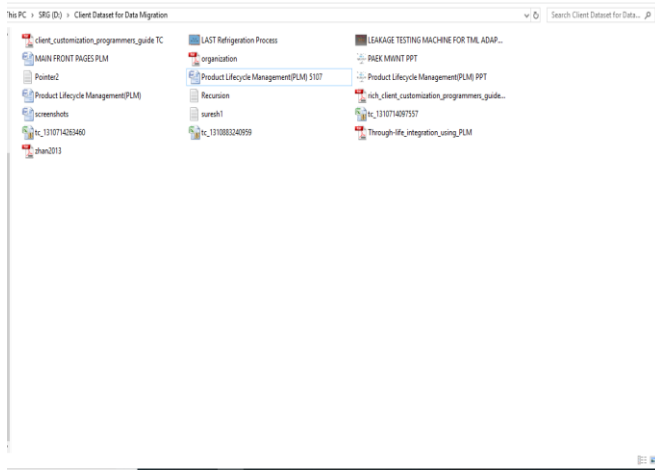 his PC > SRG (D:) > Client Dataset for Data Migration Search Client Dataset for Data...
client_customization_programmers_guide TC LAST Refrigeration Process LEAKAGE TESTING MACHINE FOR TML ADAP...
MAIN FRONT PAGES PLM organization PAEK MWNT PPT
Pointer2 Product Lifecycle Management(PLM) 5107 Product Lifecycle Management(PLM) PPT
Product Lifecycle Management(PLM) Recursion rich_client_customization_programmers_guide...
screenshots suresh1 tc_1310714097557
tc_1310714263460 tc_1310883240959 Through-life_integration_using_PLM
zhan2013